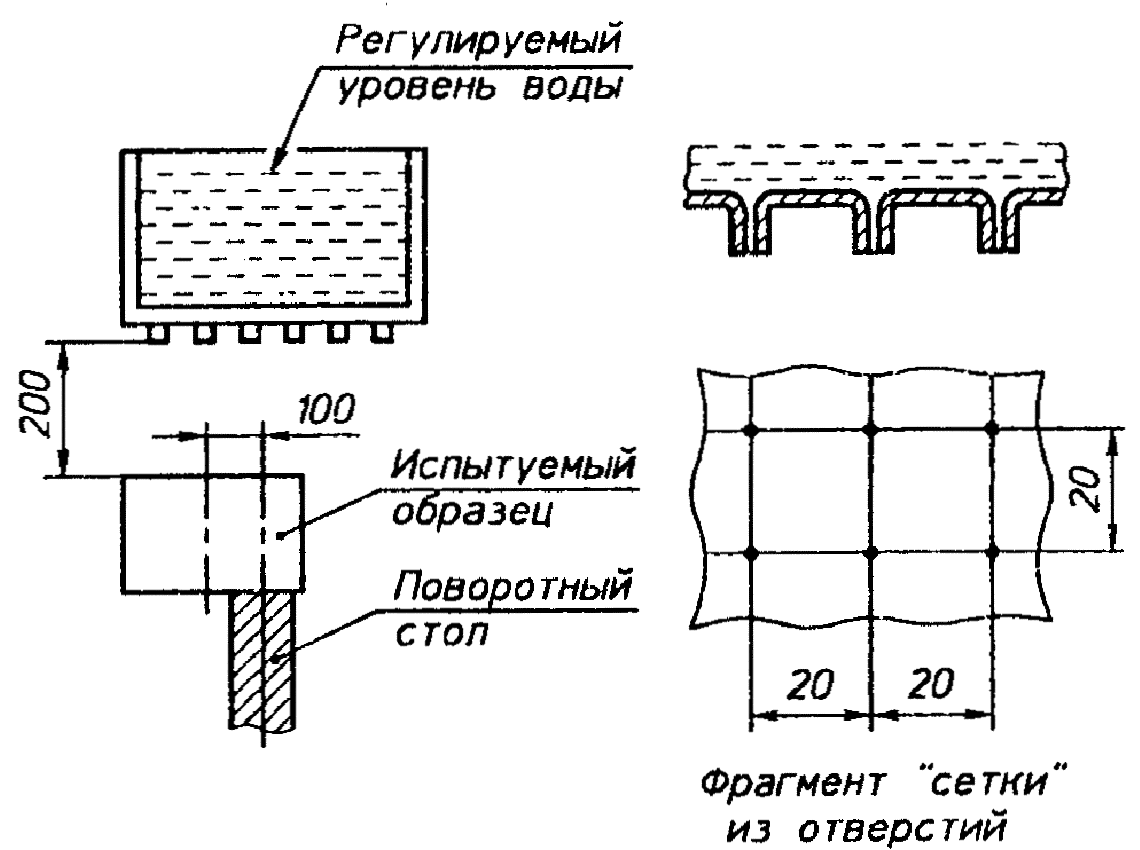 Регулируемый
уровень воды
200
100
Испытуемый
образец
Поворотный
стол
20
20 20
Фрагмент "сетки"
из отверстий